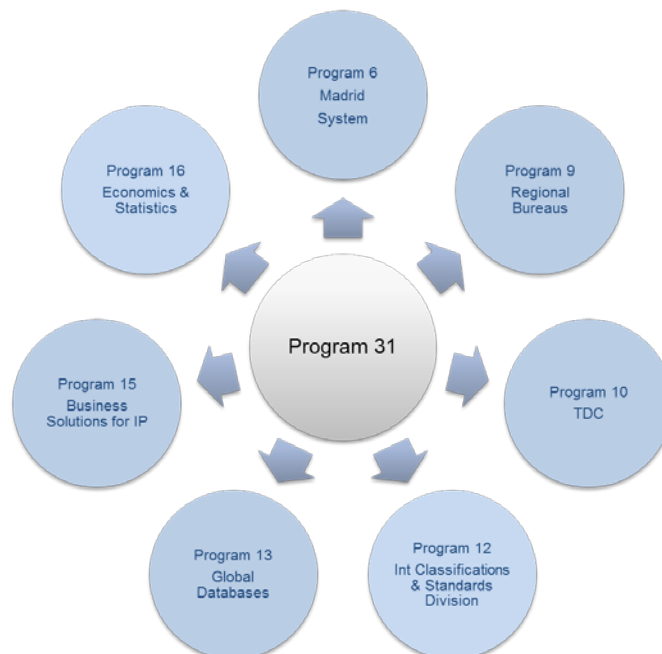 Program 6
Madrid
System
Program 16
Economics &
Statistics
Program 9
Regional
Bureaus
Program 31
Program 15
Business
Solutions for IP
Program 10
TDC
Program 13
Global
Databases
Program 12
Int Classifications
& Standards
Division